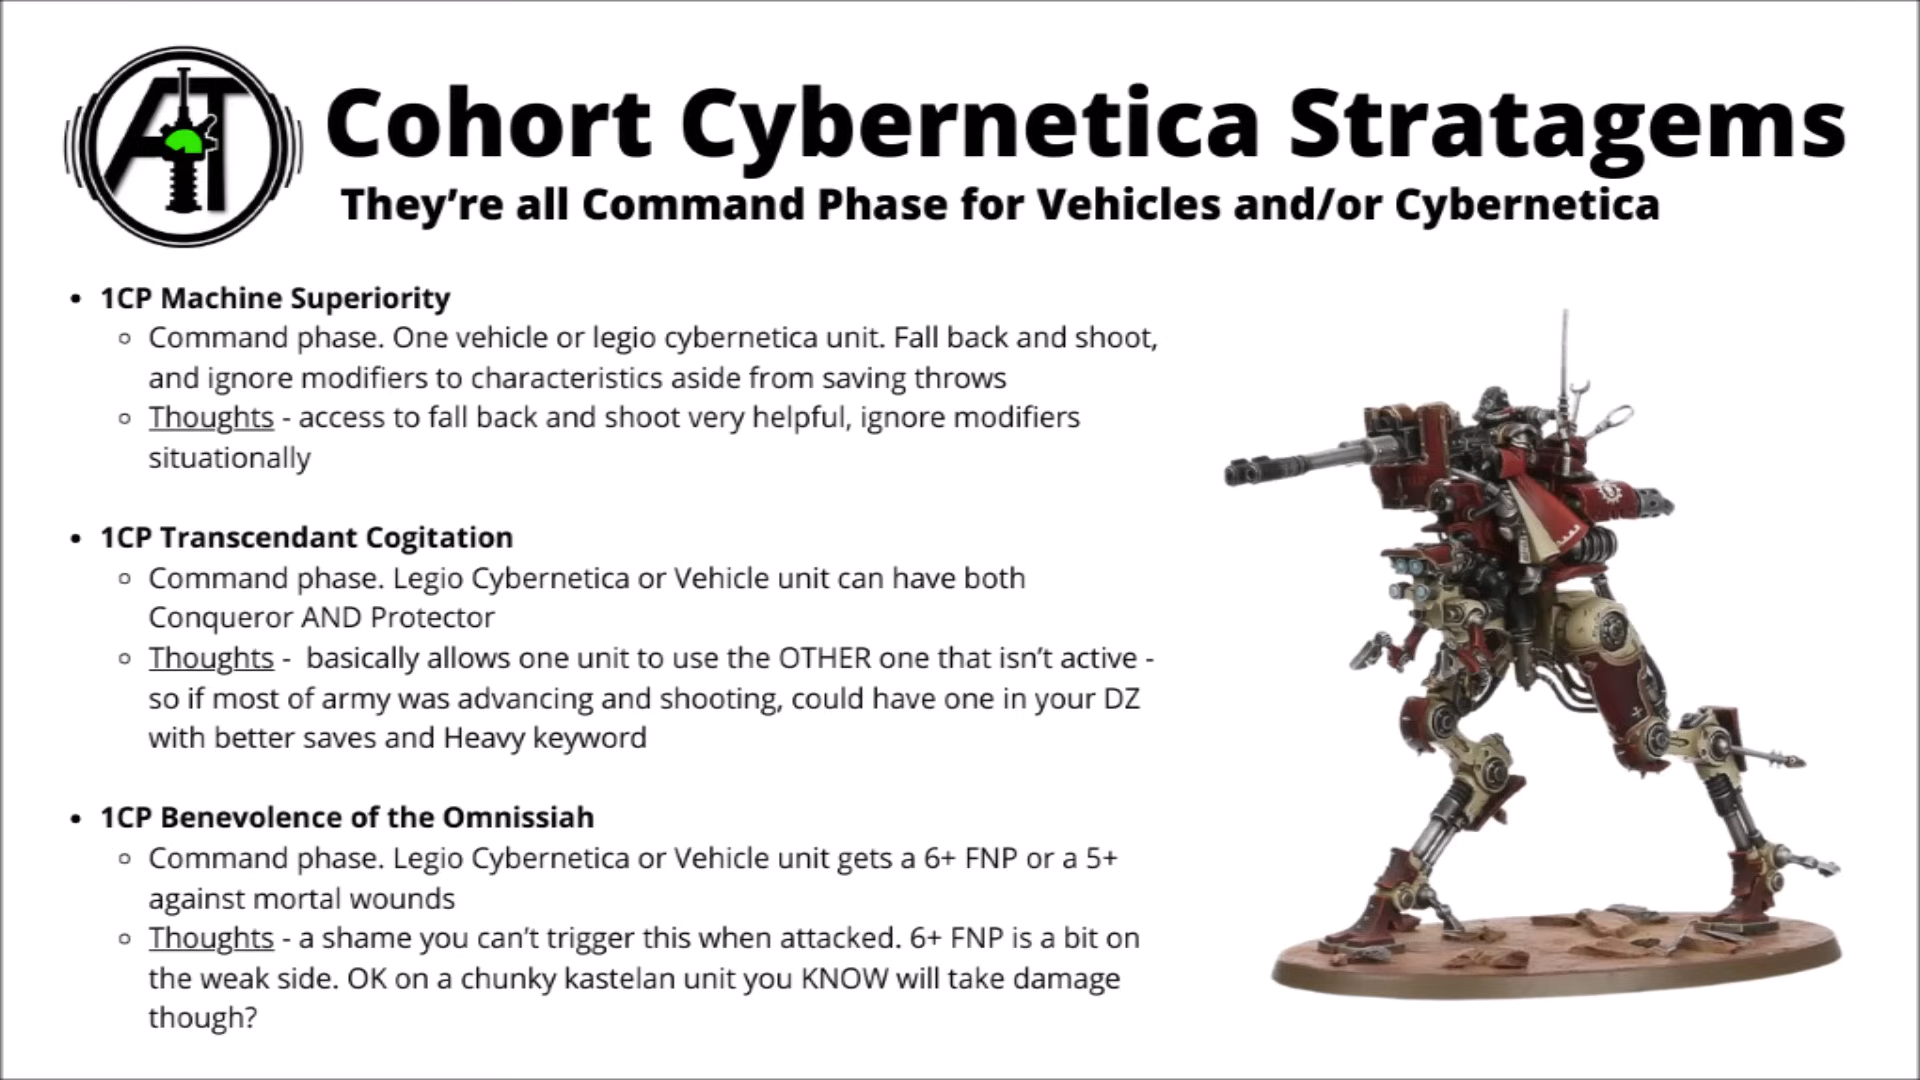 AT
Cohort Cybernetica Stratagems
They’re all Command Phase for Vehicles and/or Cybernetica
• 1CP Machine Superiority
○ Command phase. One vehicle or legio cybernetica unit. Fall back and shoot,
and ignore modifiers to characteristics aside from saving throws
○ Thoughts - access to fall back and shoot very helpful, ignore modifiers
situationally
• 1CP Transcendant Cogitation
○ Command phase. Legio Cybernetica or Vehicle unit can have both
Conqueror AND Protector
○ Thoughts - basically allows one unit to use the OTHER one that isn’t active -
so if most of army was advancing and shooting, could have one in your DZ
with better saves and Heavy keyword
• 1CP Benevolence of the Omnissiah
○ Command phase. Legio Cybernetica or Vehicle unit gets a 6+ FNP or a 5+
against mortal wounds
○ Thoughts - a shame you can’t trigger this when attacked. 6+ FNP is a bit on
the weak side. OK on a chunky kastelan unit you KNOW will take damage
though?